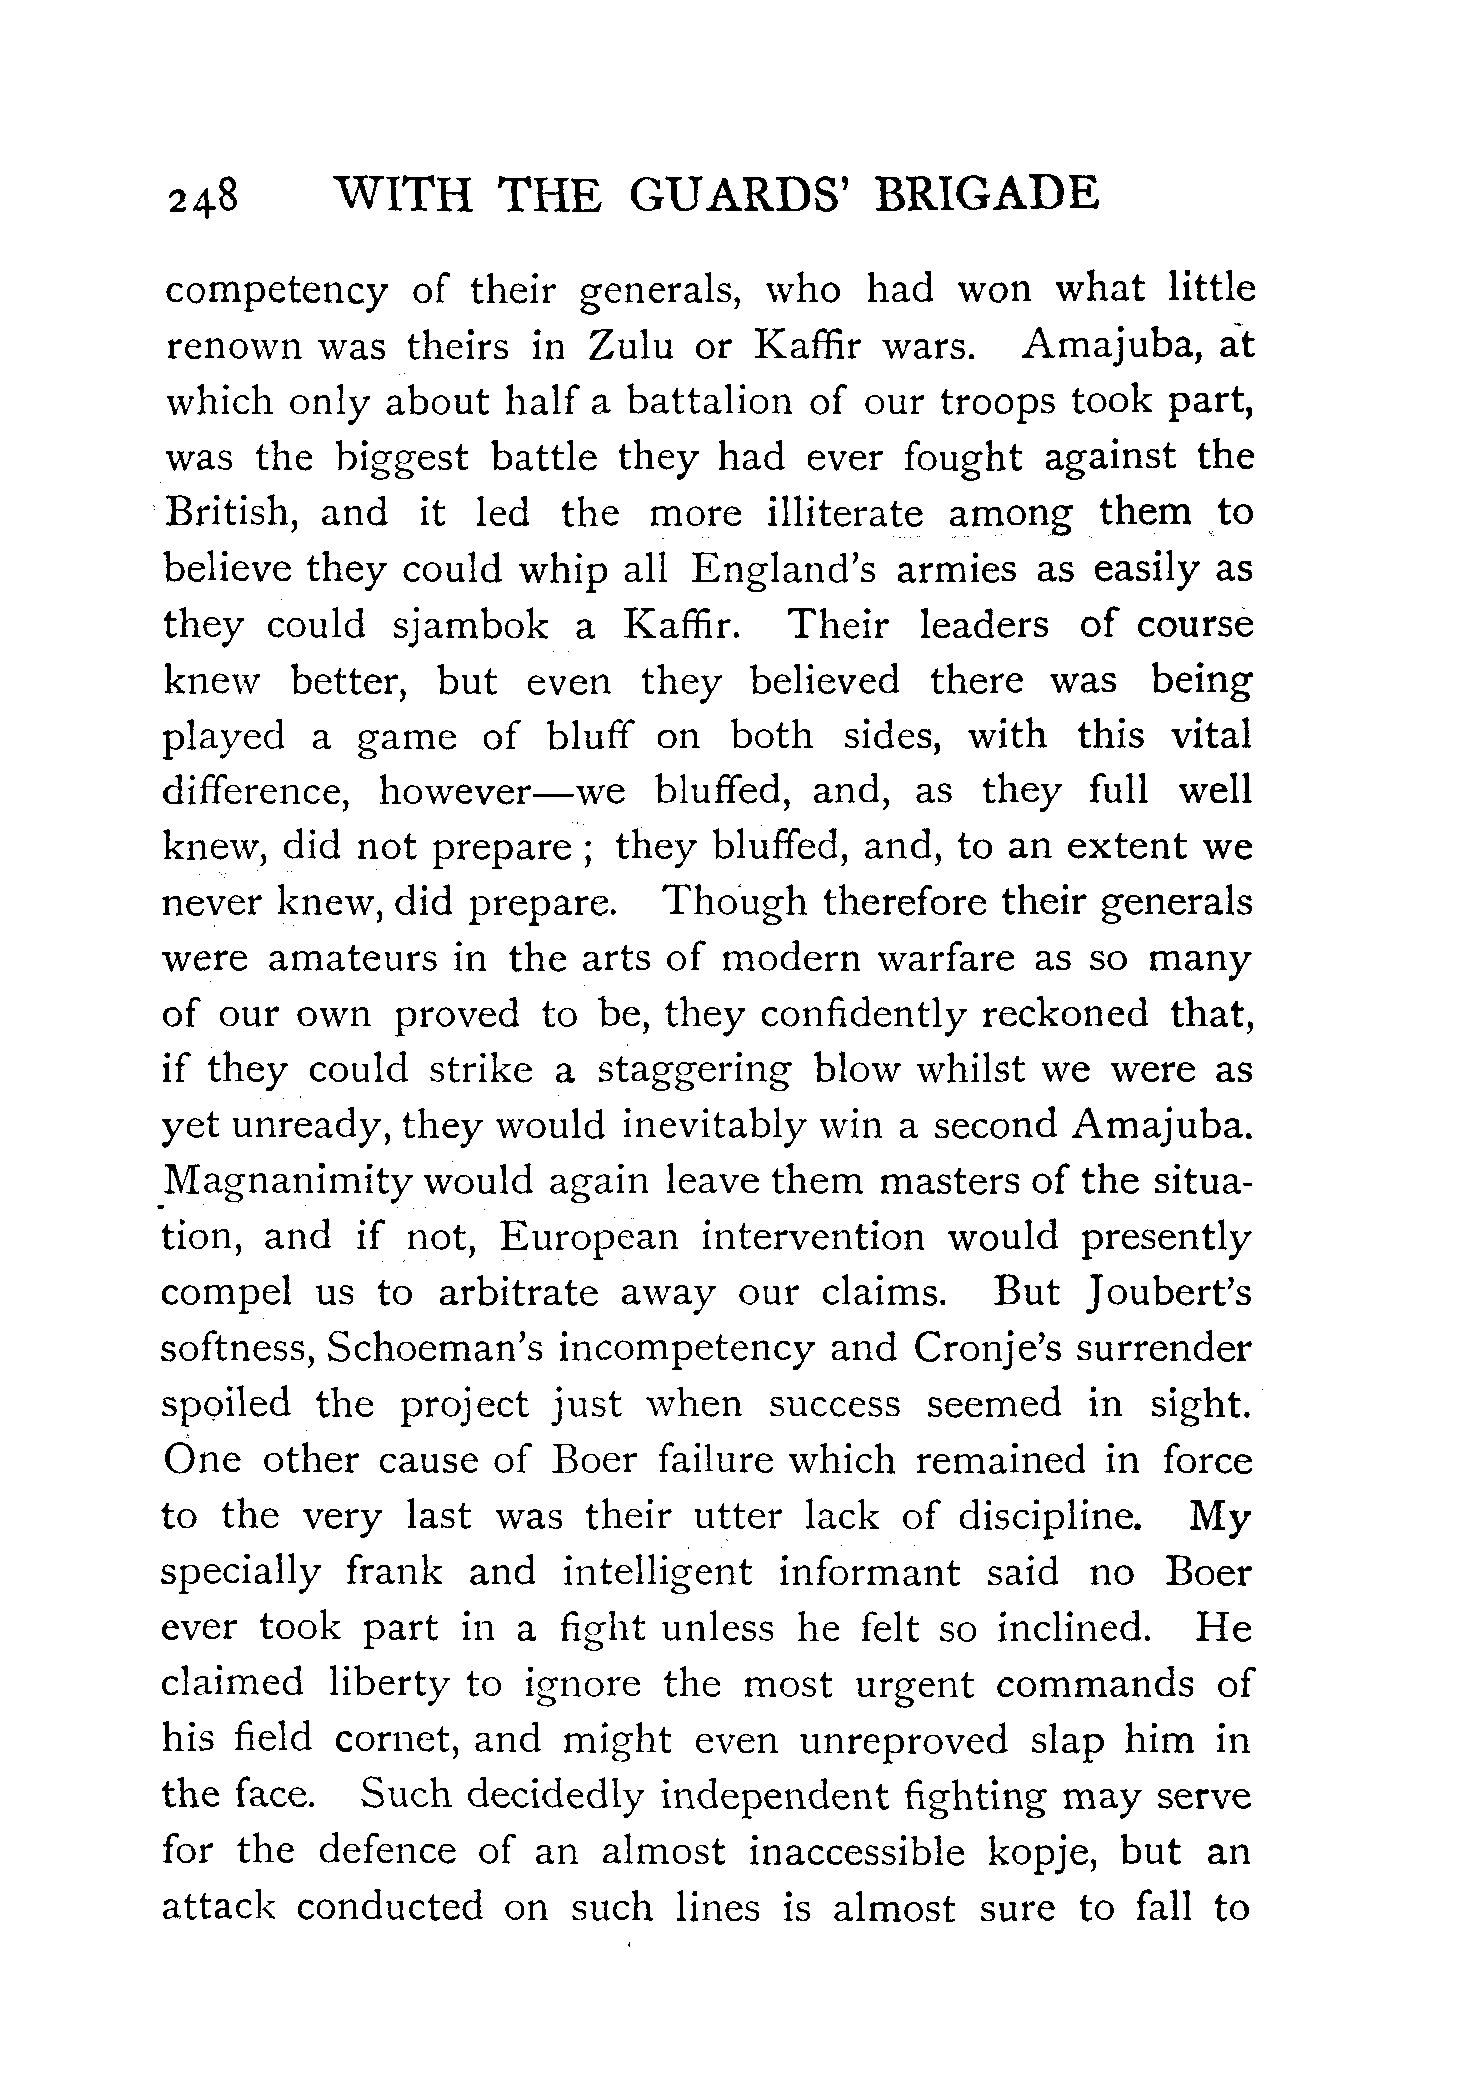 248 WITH THE GUARDS' BRIGADE
competency of their generals, who had won what little
renown was theirs in Zulu or Kaffir wars. Amajuba, at
which only about half a battalion of our troops took part,
was the biggest battle they had ever fought against the
British, and it led the more illiterate among them to
believe they could whip all England's armies as easily as
they could sjambok a Kaffir. Their leaders of course
knew better, but even they believed there was being
played a game of bluff on both sides, with this vital
difference, however—we bluffed, and, as they full well
knew, did not prepare ; they bluffed, and, to an extent we
never knew, did prepare. Though therefore their generals
were amateurs in the arts of modern warfare as so many
of our own proved to be, they confidently reckoned that,
if they could strike a staggering blow whilst we were as
yet unready, they would inevitably win a second Amajuba.
Magnanimity would again leave them masters of the situa-
tion, and if not, European intervention would presently
compel us to arbitrate away our claims. But Joubert's
softness, Schoeman's incompetency and Cronje's surrender
spoiled the project just when success seemed in sight.
One other cause of Boer failure which remained in force
to the very last was their utter lack of discipline. My
specially frank and intelligent informant said no Boer
ever took part in a fight unless he felt so inclined. He
claimed liberty to ignore the most urgent commands of
his field cornet, and might even unreproved slap him in
the face. Such decidedly independent fighting may serve
for the defence of an almost inaccessible kopje, but an
attack conducted on such lines is almost sure to fall to